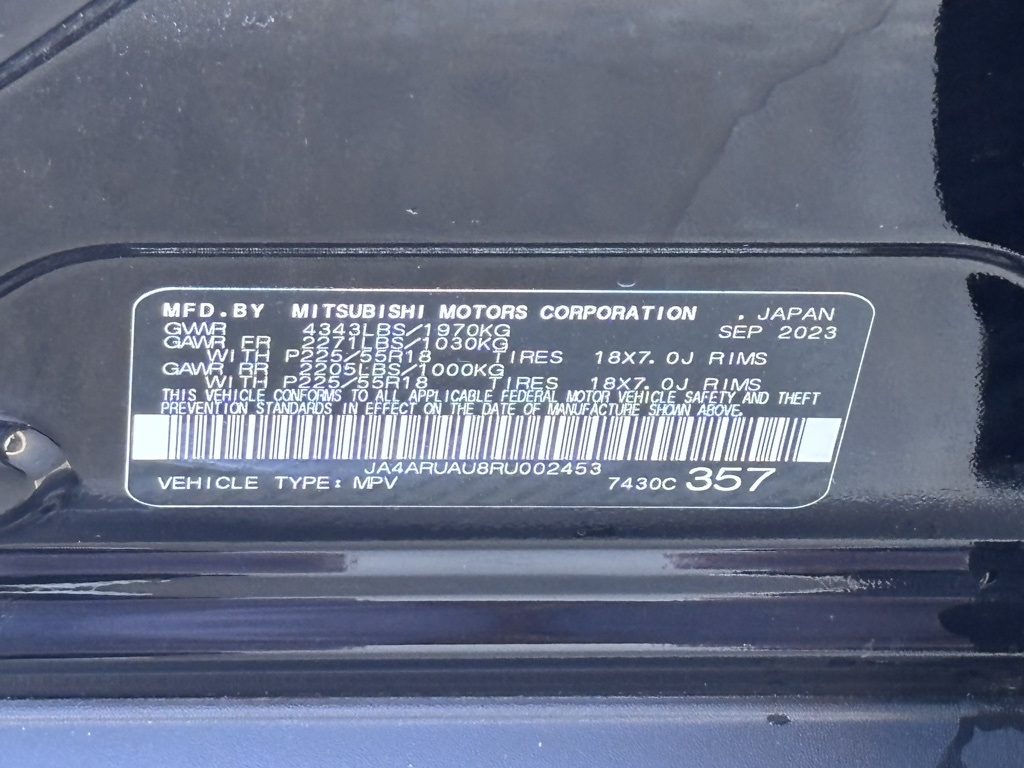 MFD.BY MITSUBISHI MOTORS CORPORATION . JAPAN
GVWR 4343LBS/1970KG SEP 2023
GAWR FR 2271LBS/1030KG
WITH P225/55R18 TIRES 18X7.0J RIMS
GAWR RR 2205LBS/1000KG
WITH P225/55R18 TIRES 18X7.0J RIMS
THIS VEHICLE CONFORMS TO ALL APPLICABLE FEDERAL MOTOR VEHICLE SAFETY AND THEFT
PREVENTION STANDARDS IN EFFECT ON THE DATE OF MANUFACTURE SHOWN ABOVE.
JA4ARUAU8RU002453
VEHICLE TYPE: MPV 7430C 357